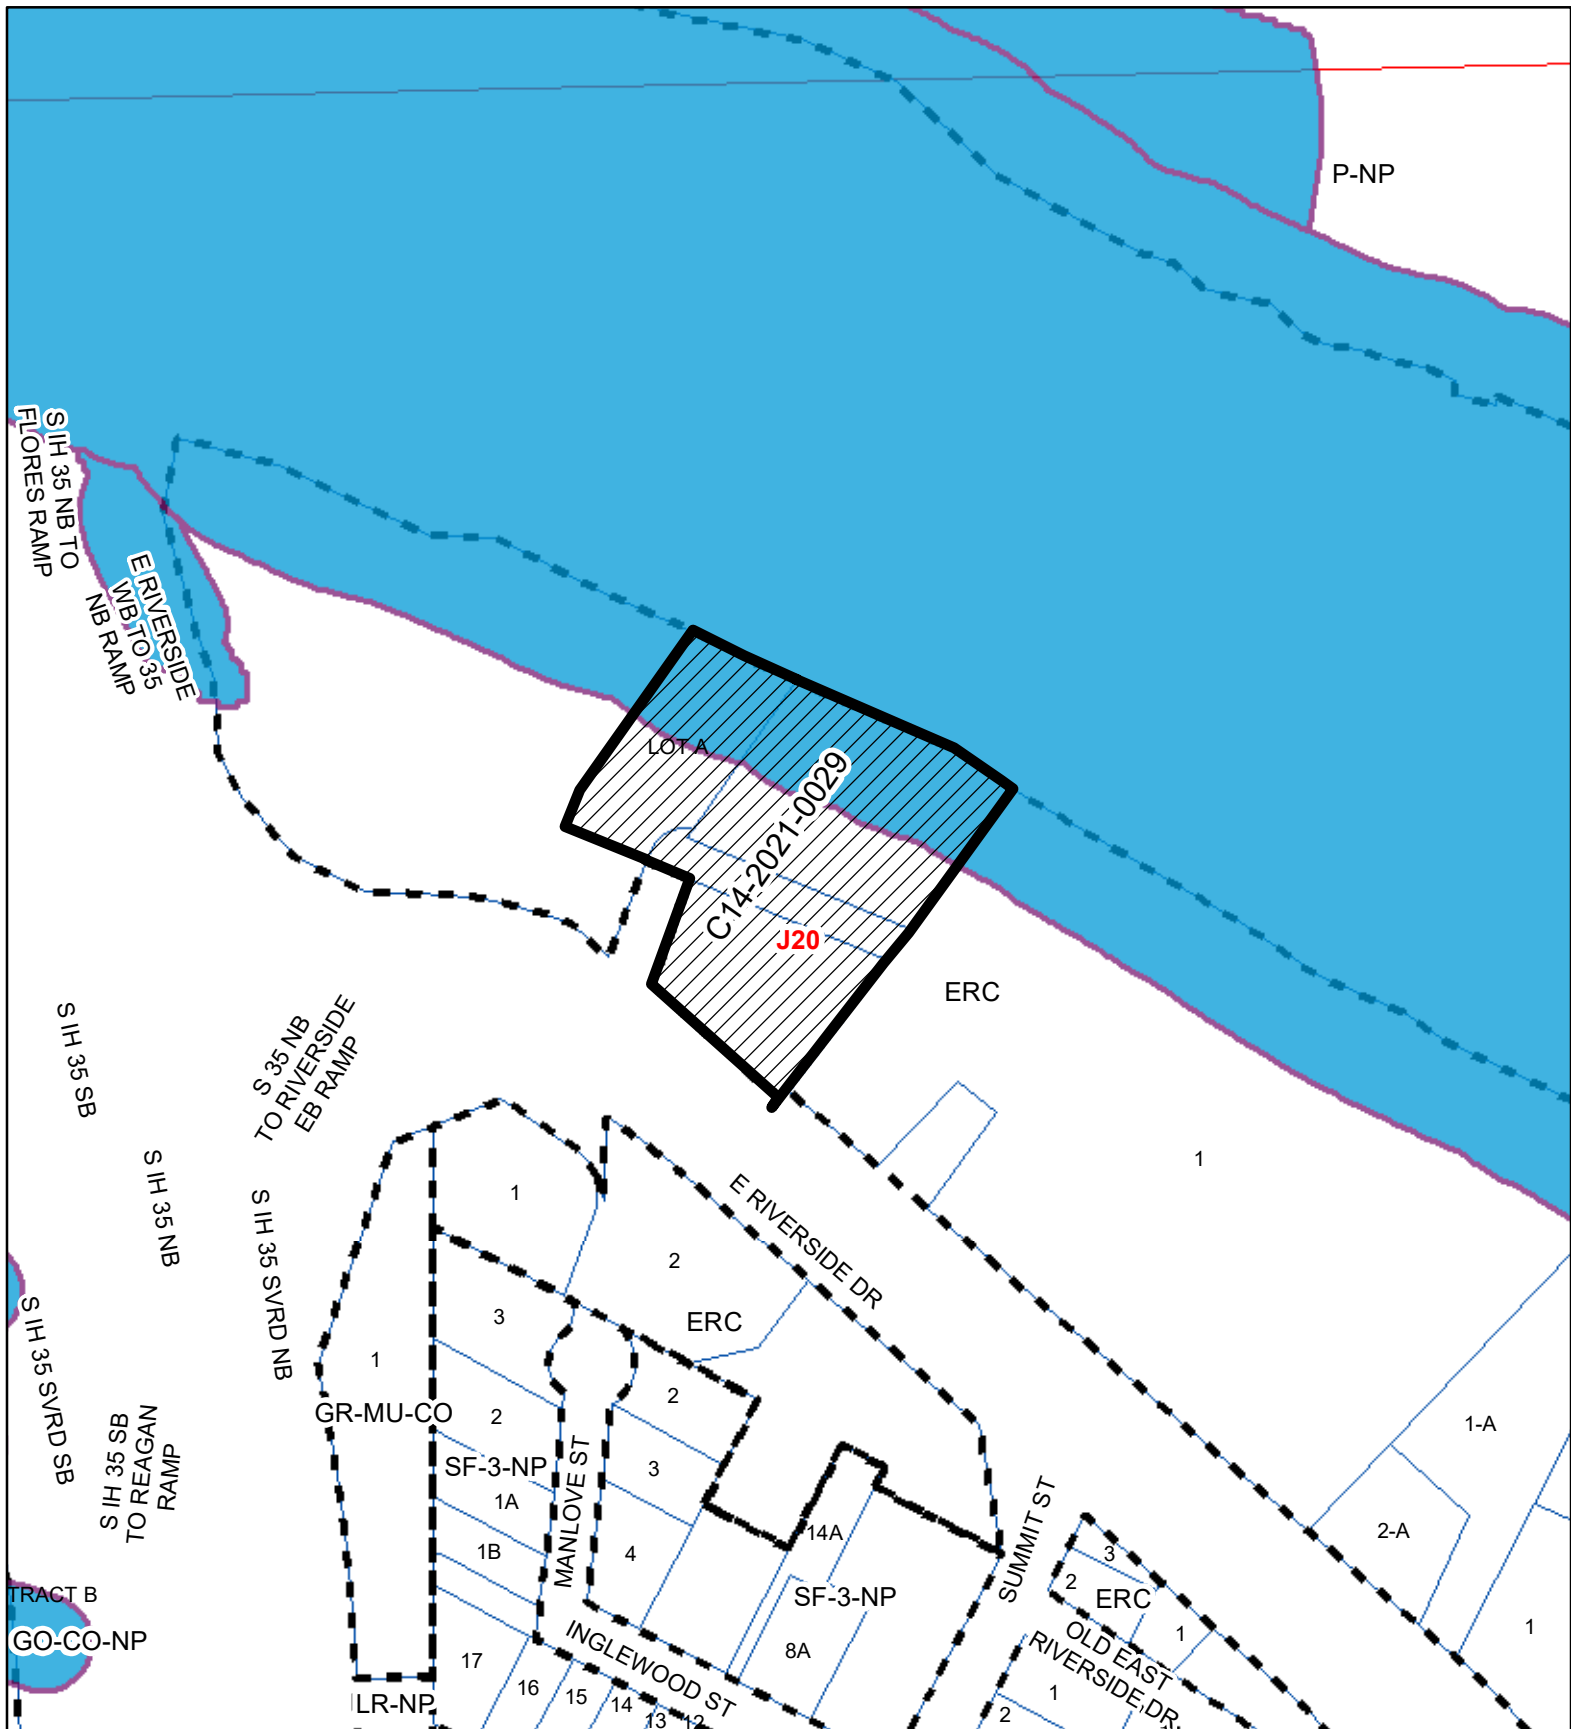 P-NP
S IH 35 NB TO
FLORES RAMP
E RIVERSIDE
WB TO 35
NB RAMP
LOT A
C14-2021-0029
J20
ERC
S IH 35 SB
S 35 NB
TO RIVERSIDE
EB RAMP
1
S IH 35 NB
S IH 35 SVRD NB
1
E RIVERSIDE DR
2
S IH 35 SVRD SB
3
ERC
1
2
GR-MU-CO
2
1-A
S IH 35 SB
TO REAGAN
RAMP
SF-3-NP
3
1A
MANLOVE ST
14A
2-A
SUMMIT ST
1B
4
3
2
TRACT B
SF-3-NP
ERC
1
1
GO-CO-NP
INGLEWOOD ST
8A
OLD EAST
RIVERSIDE DR
17
16
15
14
13
12
1
2
LR-NP